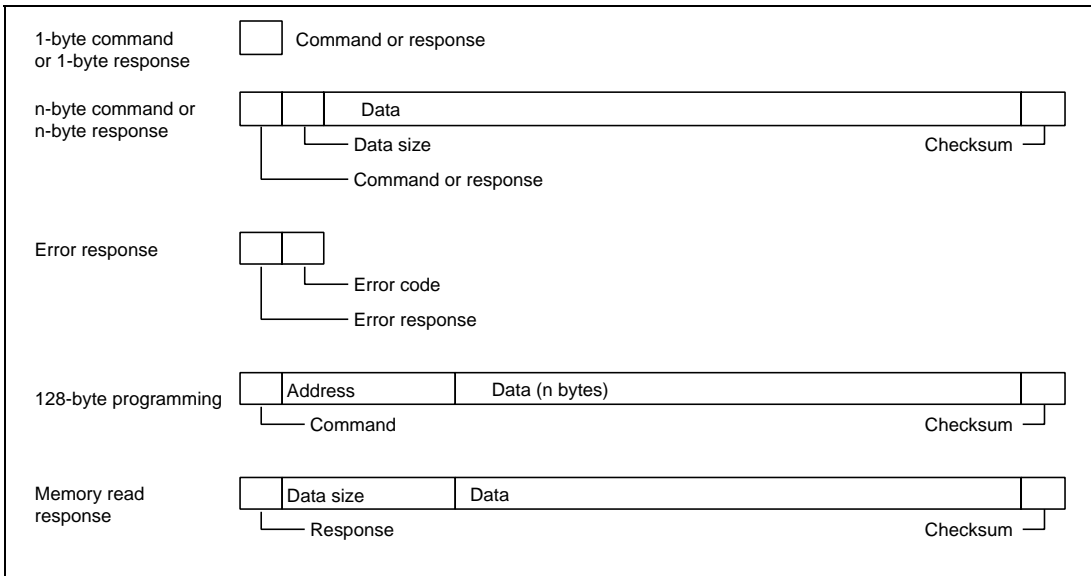 1-byte command
or 1-byte response
Command or response
n-byte command or
n-byte response
Data
Data size
Checksum
Command or response
Error response
Error code
Error response
128-byte programming
Address
Data (n bytes)
Command
Checksum
Memory read
response
Data size
Data
Response
Checksum